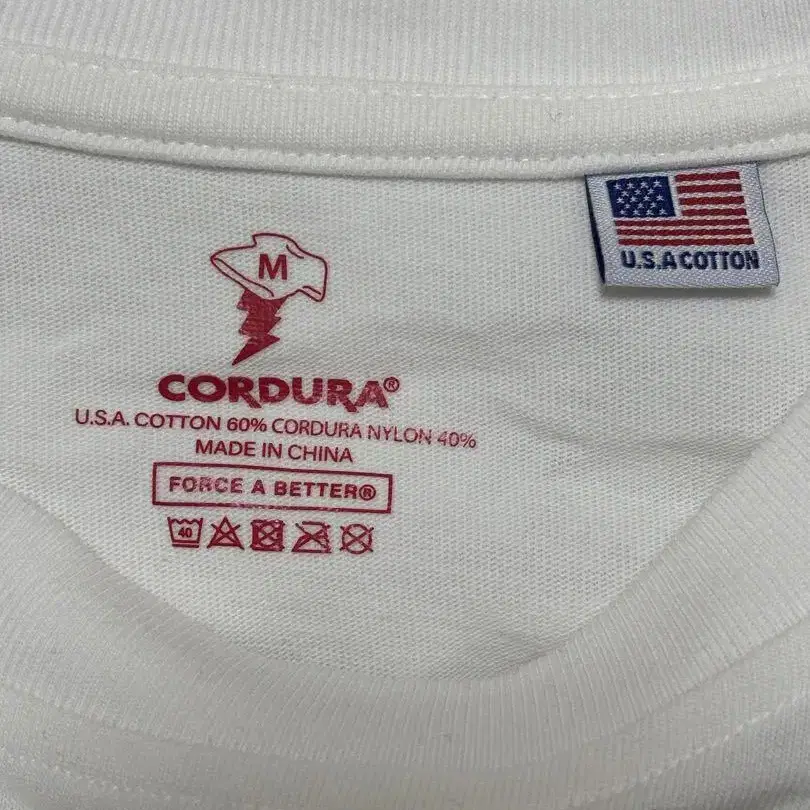 U.S.A COTTON
M
CORDURA®
U.S.A. COTTON 60% CORDURA NYLON 40%
MADE IN CHINA
FORCE A BETTER®
40